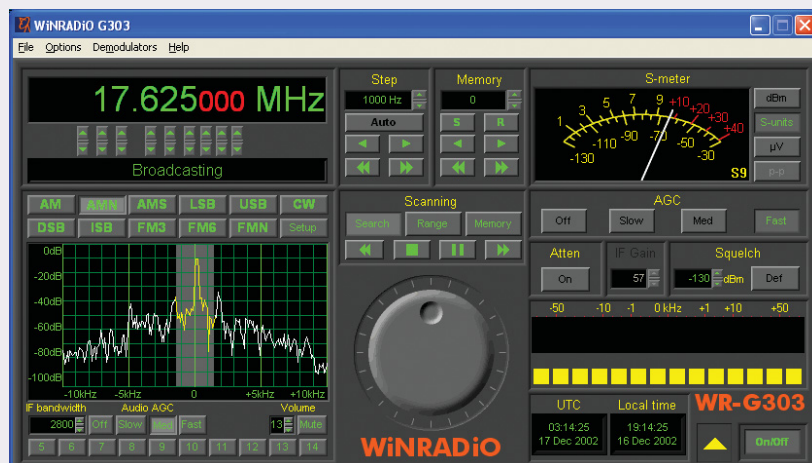 WiNRADiO G303
File Options Demodulators Help
17.625000 MHz
Broadcasting
Step
1000 Hz
Auto
Memory
0
S R
S-meter
1 3 5 7 9 +10 +20 +30 +40
-130 -110 -90 -70 -50 -30
S9
dBm
S-units
µV
p-p
AM AMN AMS LSB USB CW
DSB ISB FM3 FM6 FMN Setup
Scanning
Search Range Memory
AGC
Off Slow Med Fast
Atten
On
IF Gain
57
Squelch
-130 dBm Def
0dB
-20dB
-40dB
-60dB
-80dB
-100dB
-10kHz -5kHz 0 +5kHz +10kHz
-50 -10 -1 0 kHz +1 +10 +50
IF bandwidth Audio AGC Volume
2800 Off Slow Med Fast 13 Mute
5 6 7 8 9 10 11 12 13 14
WiNRADiO
UTC Local time
03:14:25 19:14:25
17 Dec 2002 16 Dec 2002
WR-G303
On/Off